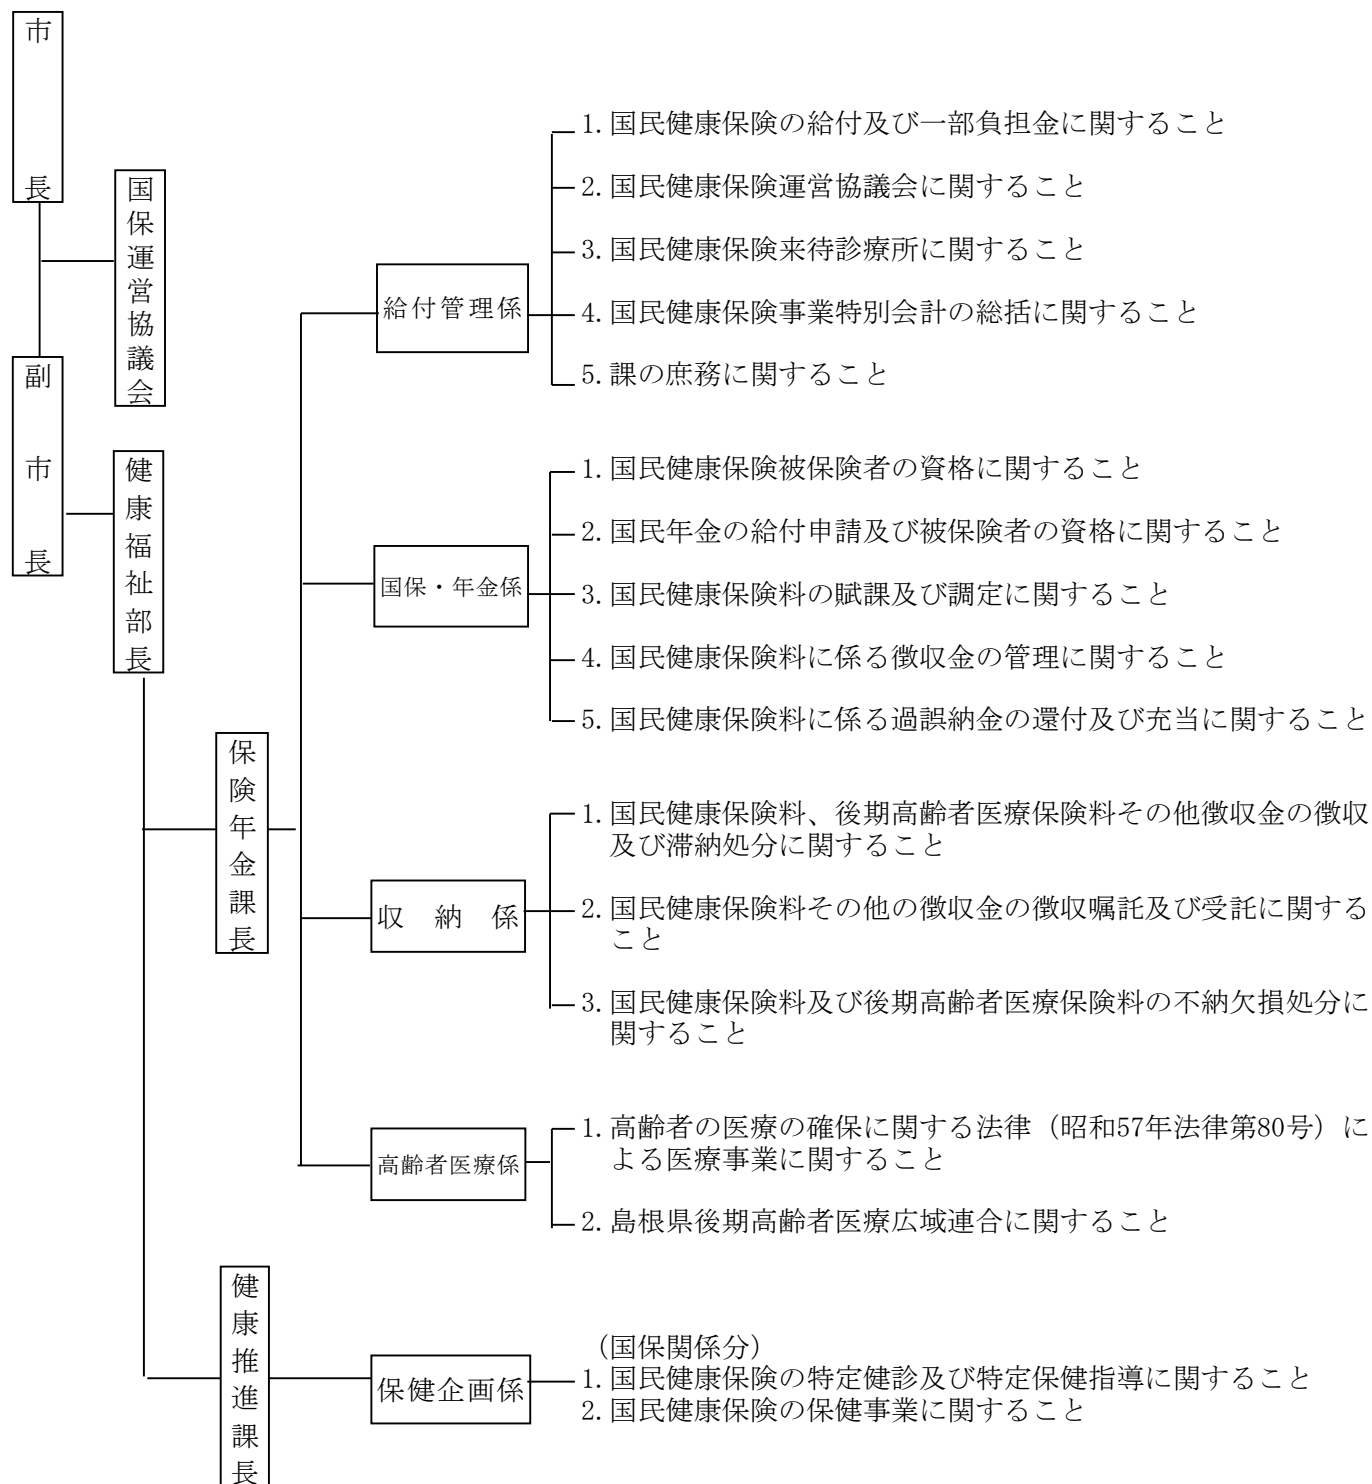 市長
国保運営協議会
副市長
健康福祉部長
保険年金課長
給付管理係
1. 国民健康保険の給付及び一部負担金に関すること
2. 国民健康保険運営協議会に関すること
3. 国民健康保険来待診療所に関すること
4. 国民健康保険事業特別会計の総括に関すること
5. 課の庶務に関すること
国保・年金係
1. 国民健康保険被保険者の資格に関すること
2. 国民年金の給付申請及び被保険者の資格に関すること
3. 国民健康保険料の賦課及び調定に関すること
4. 国民健康保険料に係る徴収金の管理に関すること
5. 国民健康保険料に係る過誤納金の還付及び充当に関すること
収納係
1. 国民健康保険料、後期高齢者医療保険料その他徴収金の徴収
及び滞納処分に関すること
2. 国民健康保険料その他の徴収金の徴収嘱託及び受託に関する
こと
3. 国民健康保険料及び後期高齢者医療保険料の不納欠損処分に
関すること
高齢者医療係
1. 高齢者の医療の確保に関する法律（昭和57年法律第80号）に
よる医療事業に関すること
2. 島根県後期高齢者医療広域連合に関すること
健康推進課長
保健企画係
（国保関係分）
1. 国民健康保険の特定健診及び特定保健指導に関すること
2. 国民健康保険の保健事業に関すること